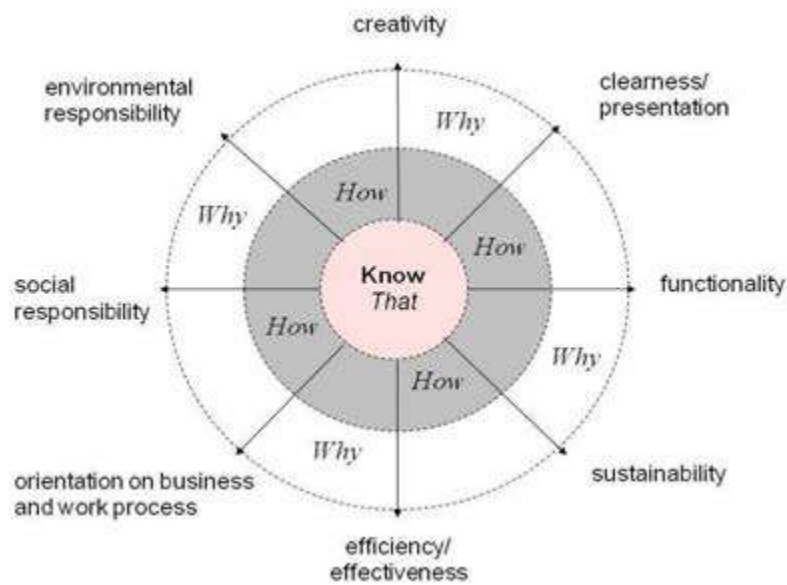 creativity
environmental
responsibility
clearness/
presentation
Why
How
Why
How
Know
That
social
responsibility
functionality
How
Why
How
Why
orientation on business
and work process
sustainability
efficiency/
effectiveness